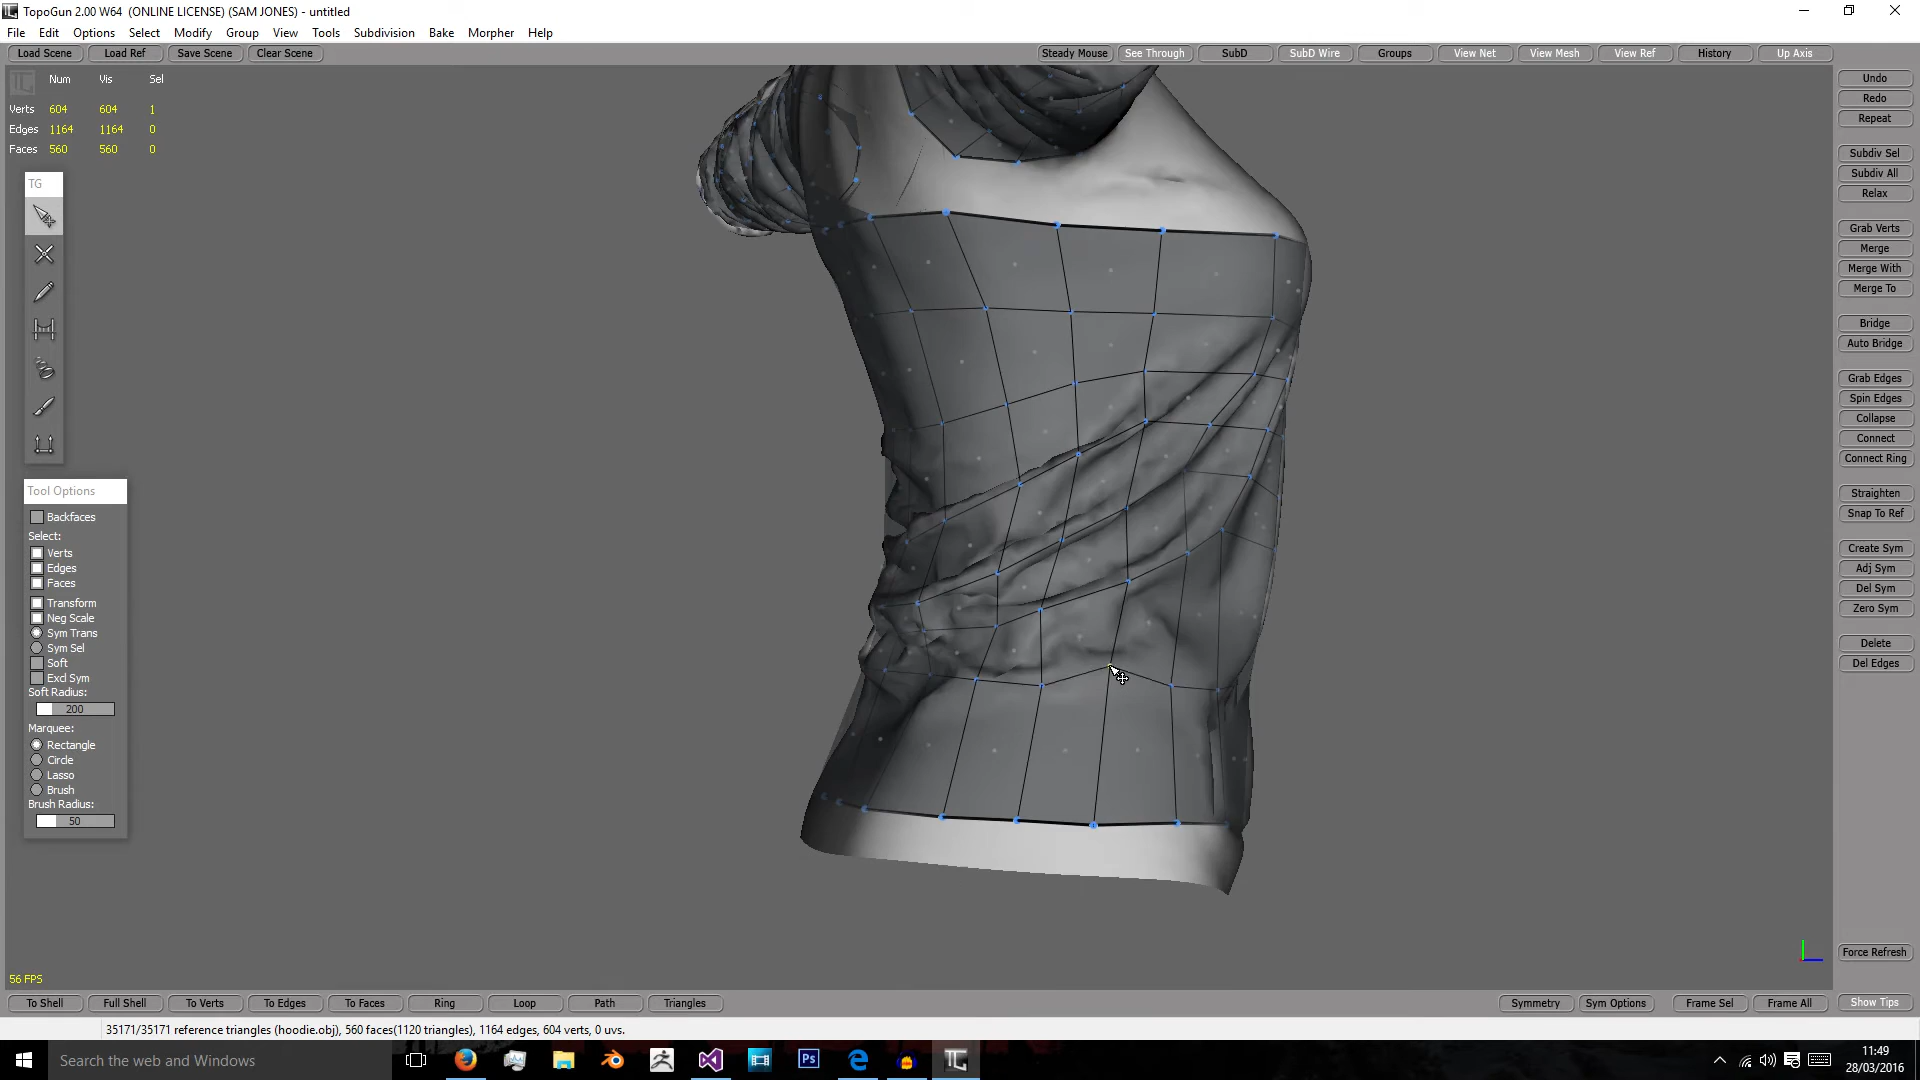 TopoGun 2.00 W64 (ONLINE LICENSE) (SAM JONES) - untitled
File Edit Options Select Modify Group View Tools Subdivision Bake Morpher Help
Load Scene Load Ref Save Scene Clear Scene Steady Mouse See Through SubD SubD Wire Groups View Net View Mesh View Ref History Up Axis
Num Vis Sel
Verts 604 604 1
Edges 1164 1164 0
Faces 560 560 0
TG
Tool Options
Backfaces
Select:
Verts
Edges
Faces
Transform
Neg Scale
Sym Trans
Sym Sel
Soft
Excl Sym
Soft Radius:
200
Marquee:
Rectangle
Circle
Lasso
Brush
Brush Radius:
50
Undo
Redo
Repeat
Subdiv Sel
Subdiv All
Relax
Grab Verts
Merge
Merge With
Merge To
Bridge
Auto Bridge
Grab Edges
Spin Edges
Collapse
Connect
Connect Ring
Straighten
Snap To Ref
Create Sym
Adj Sym
Del Sym
Zero Sym
Delete
Del Edges
Force Refresh
56 FPS
To Shell Full Shell To Verts To Edges To Faces Ring Loop Path Triangles Symmetry Sym Options Frame Sel Frame All Show Tips
35171/35171 reference triangles (hoodie.obj), 560 faces(1120 triangles), 1164 edges, 604 verts, 0 uvs.
Search the web and Windows
Ps
TG
11:49
28/03/2016